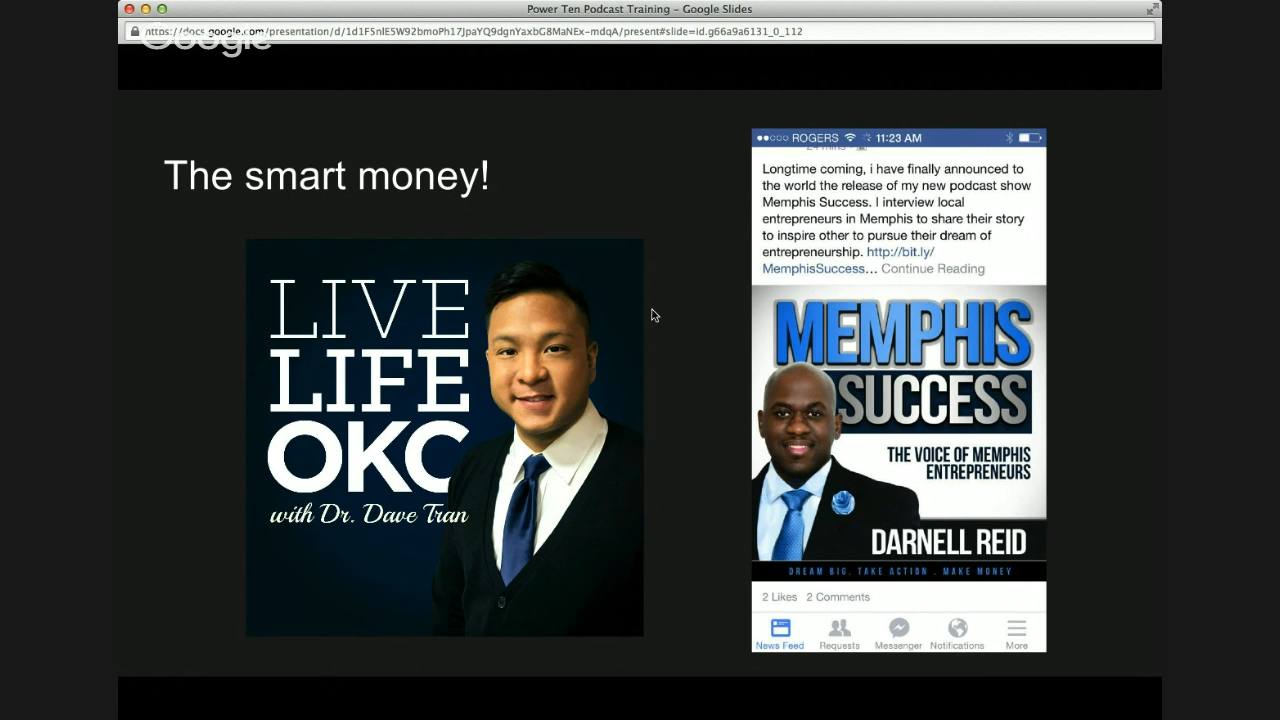 Power Ten Podcast Training – Google Slides
https://docs.google.com/presentation/d/1d1F5nlE5W92bmoPh17JpaYQ9dgnYaxbG8MaNEx-mdqA/present#slide=id.g66a9a6131_0_112
Google
The smart money!
LIVE
LIFE
OKC
with Dr. Dave Tran
ROGERS 11:23 AM
Longtime coming, i have finally announced to
the world the release of my new podcast show
Memphis Success. I interview local
entrepreneurs in Memphis to share their story
to inspire other to pursue their dream of
entrepreneurship. http://bit.ly/
MemphisSuccess... Continue Reading
MEMPHIS
SUCCESS
THE VOICE OF MEMPHIS
ENTREPRENEURS
DARNELL REID
DREAM BIG. TAKE ACTION . MAKE MONEY
2 Likes 2 Comments
News Feed Requests Messenger Notifications More